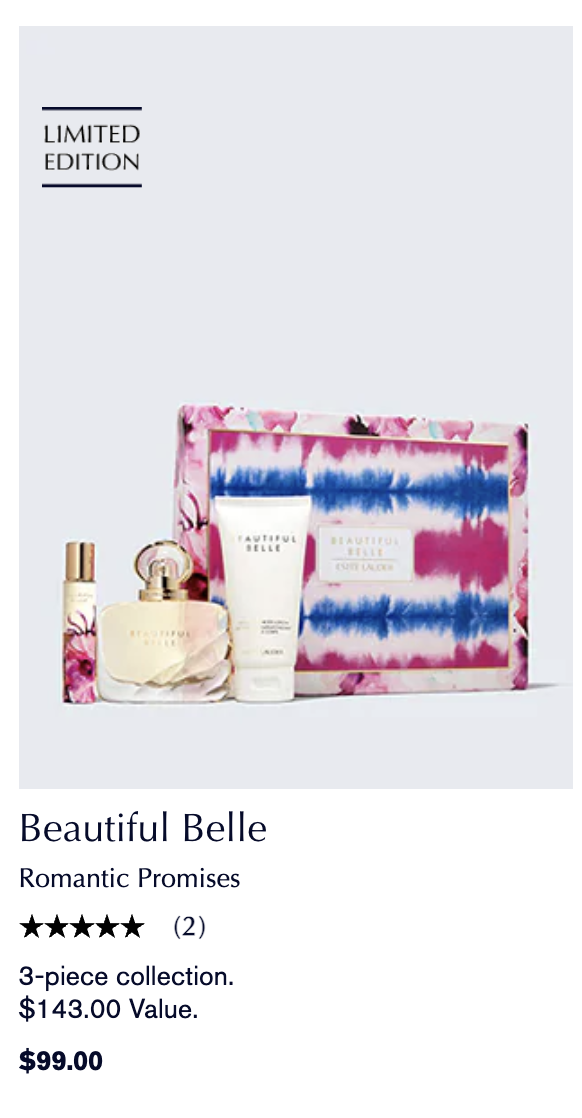 LIMITED
EDITION
BEAUTIFUL
BELLE
BEAUTIFUL
BELLE
ESTĒE LAUDER
BEAUTIFUL
BELLE
Beautiful Belle
Romantic Promises
★★★★★ (2)
3-piece collection.
$143.00 Value.
$99.00